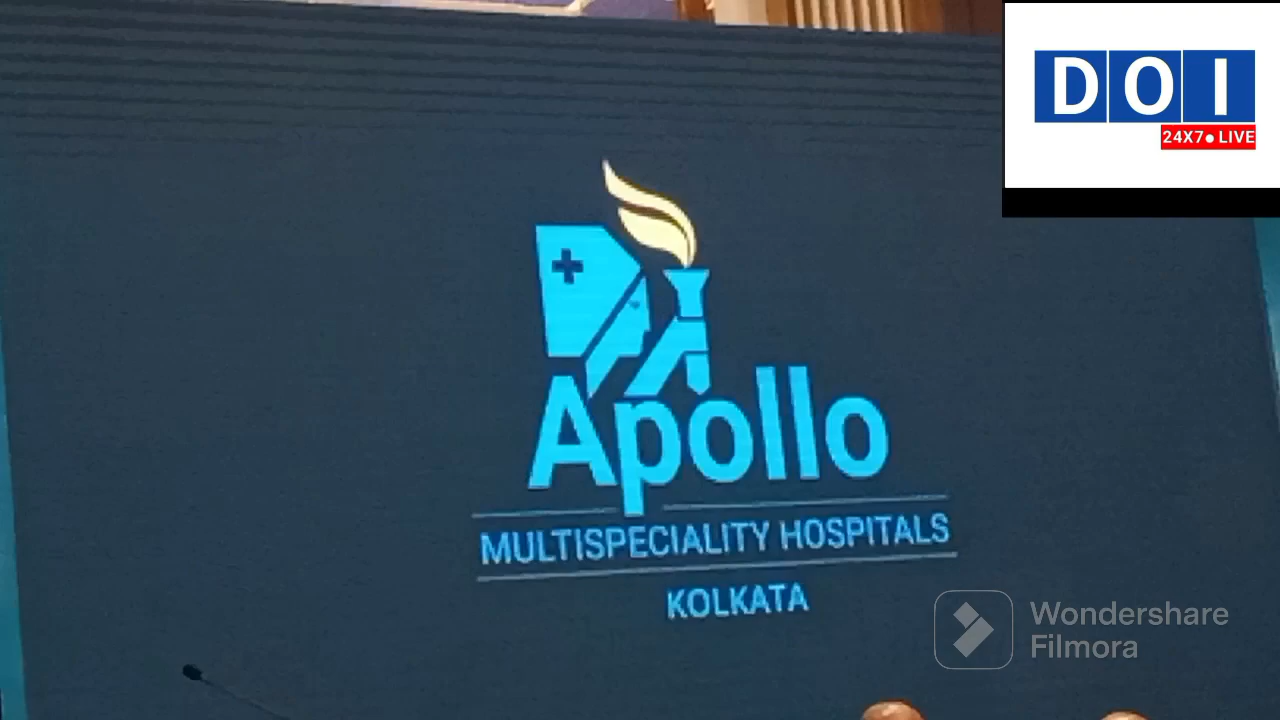 DOI
24X7● LIVE
Apollo
MULTISPECIALITY HOSPITALS
KOLKATA
Wondershare
Filmora